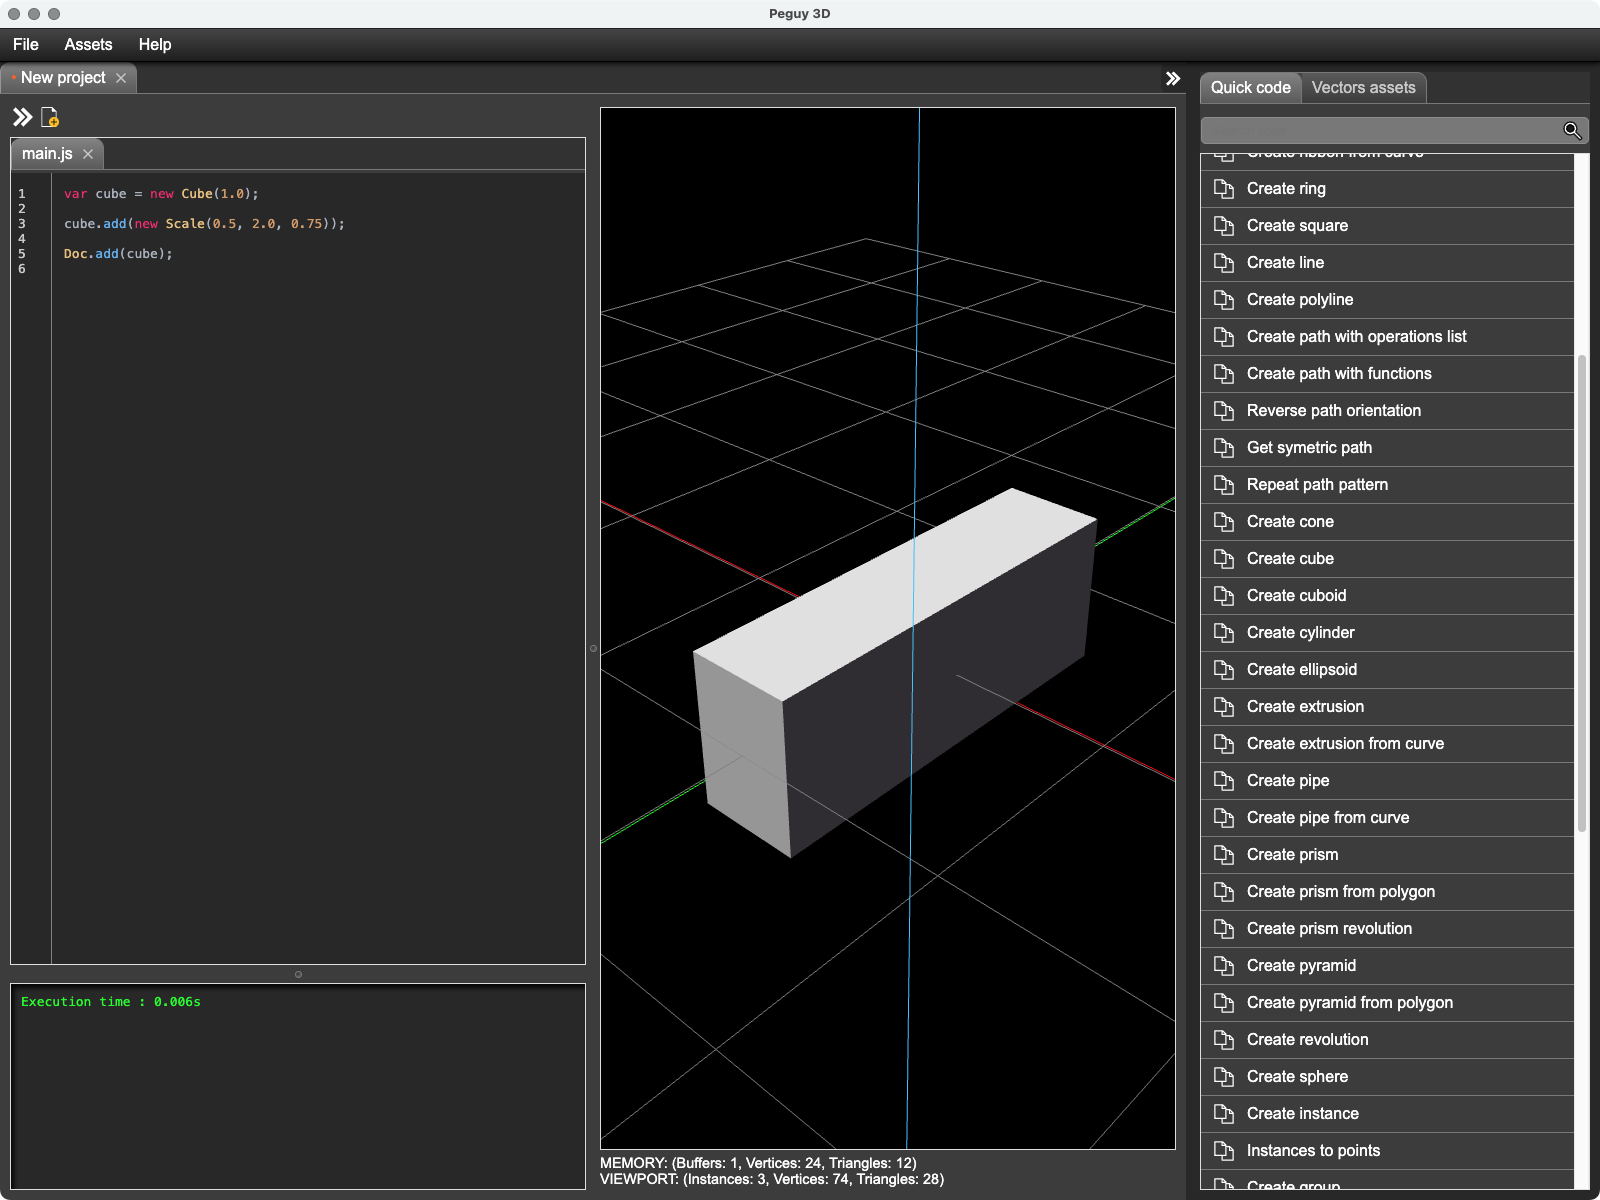 Peguy 3D
File Assets Help
New project
main.js
1 var cube = new Cube(1.0);
2
3 cube.add(new Scale(0.5, 2.0, 0.75));
4
5 Doc.add(cube);
6
Execution time : 0.006s
MEMORY: (Buffers: 1, Vertices: 24, Triangles: 12)
VIEWPORT: (Instances: 3, Vertices: 74, Triangles: 28)
Quick code Vectors assets
Create ribbon from curve
Create ring
Create square
Create line
Create polyline
Create path with operations list
Create path with functions
Reverse path orientation
Get symetric path
Repeat path pattern
Create cone
Create cube
Create cuboid
Create cylinder
Create ellipsoid
Create extrusion
Create extrusion from curve
Create pipe
Create pipe from curve
Create prism
Create prism from polygon
Create prism revolution
Create pyramid
Create pyramid from polygon
Create revolution
Create sphere
Create instance
Instances to points
Create group